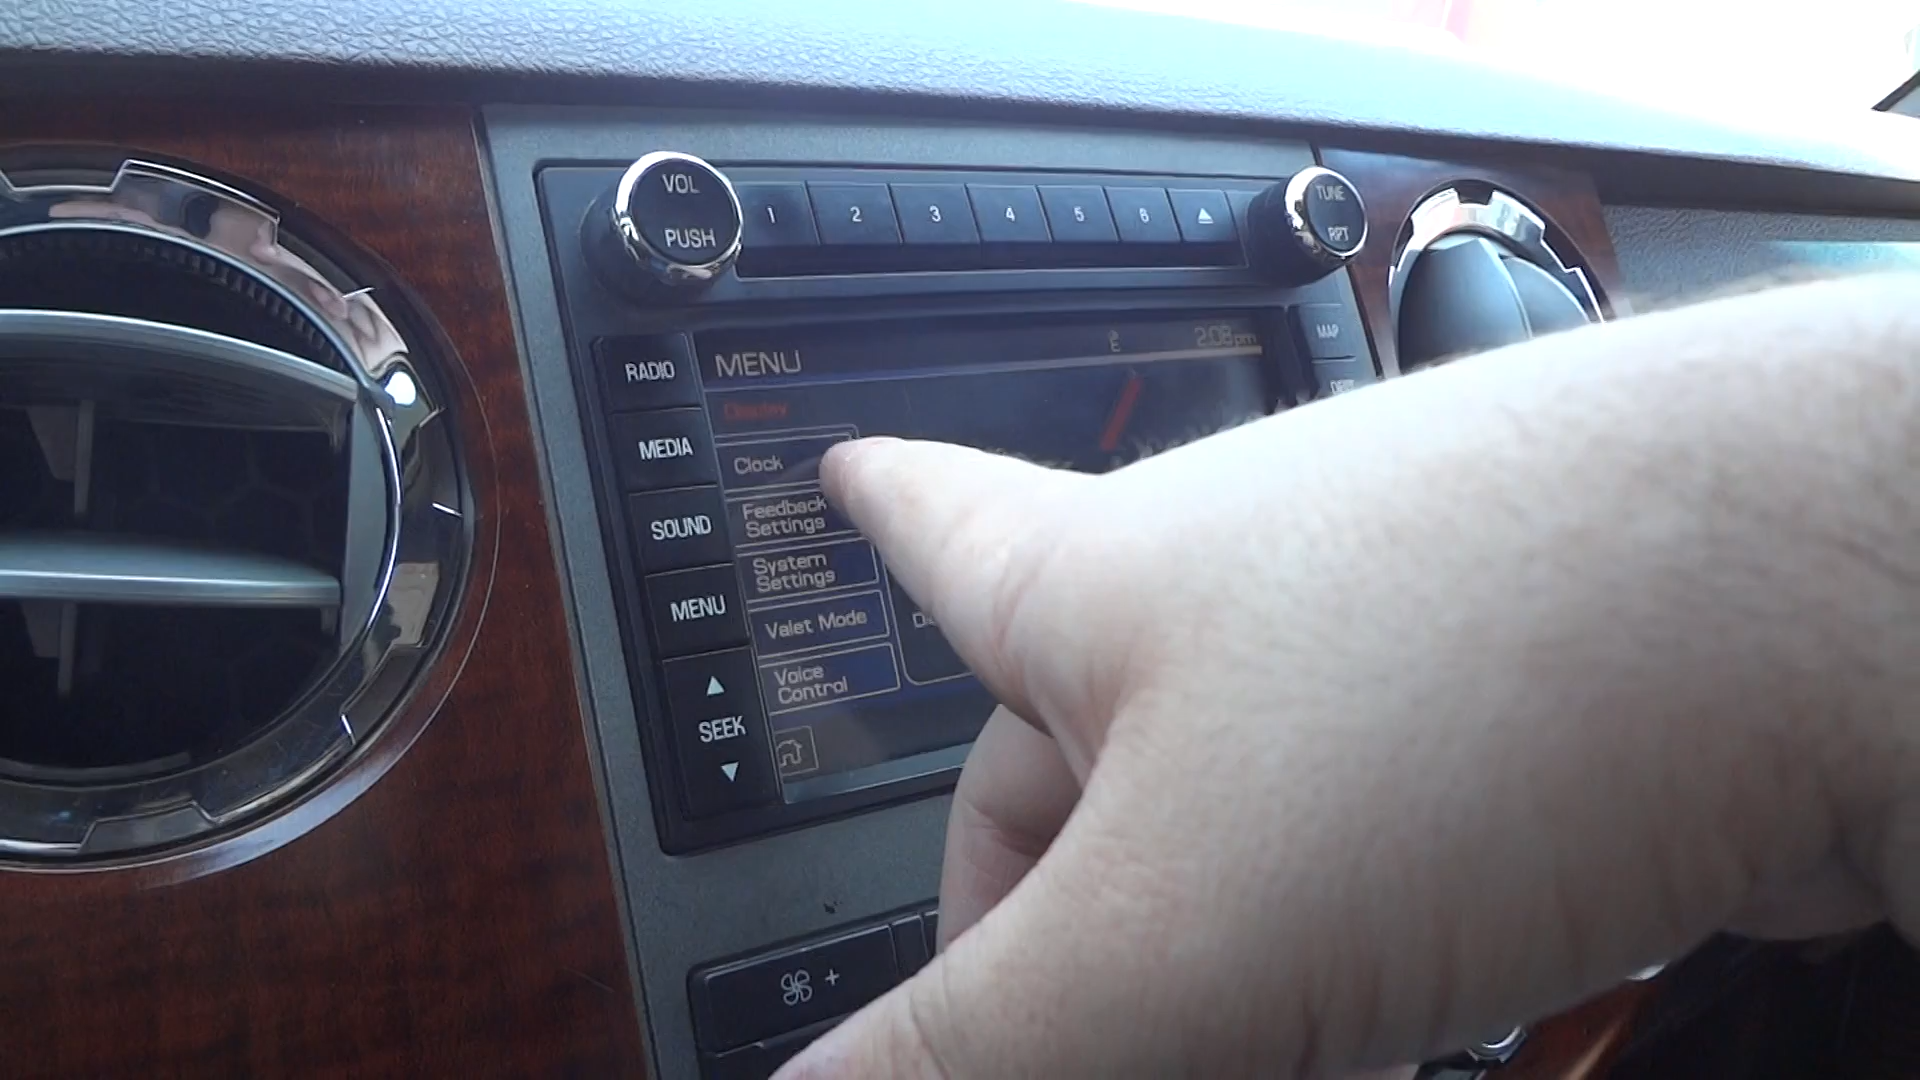 VOL
PUSH
1
2
3
4
5
6
TUNE
RPT
RADIO
MEDIA
SOUND
MENU
SEEK
MAP
MENU
2:08pm
Display
Clock
Feedback
Settings
System
Settings
Valet Mode
Voice
Control
+